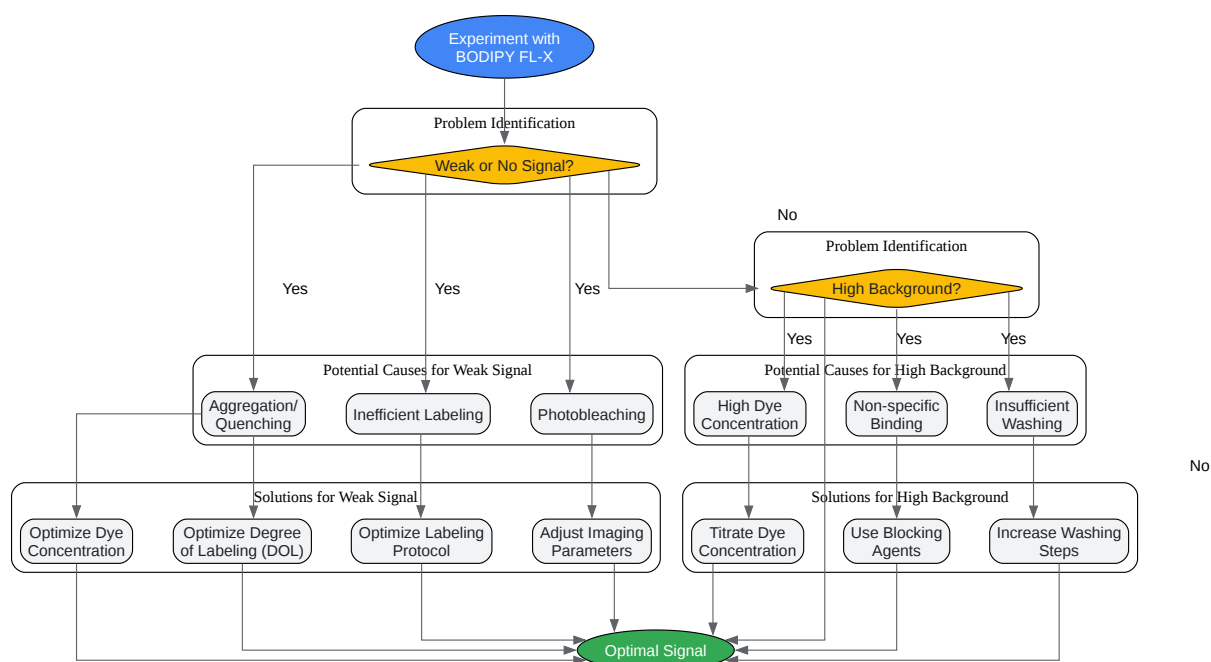 Experiment with
BODIPY FL-X
Problem Identification
Weak or No Signal?
No
Problem Identification
High Background?
Yes
Yes
Yes
Yes
Yes
Yes
Potential Causes for Weak Signal
Aggregation/
Quenching
Inefficient Labeling
Photobleaching
Potential Causes for High Background
High Dye
Concentration
Non-specific
Binding
Insufficient
Washing
No
Solutions for Weak Signal
Optimize Dye
Concentration
Optimize Degree
of Labeling (DOL)
Optimize Labeling
Protocol
Adjust Imaging
Parameters
Solutions for High Background
Titrate Dye
Concentration
Use Blocking
Agents
Increase Washing
Steps
Optimal Signal